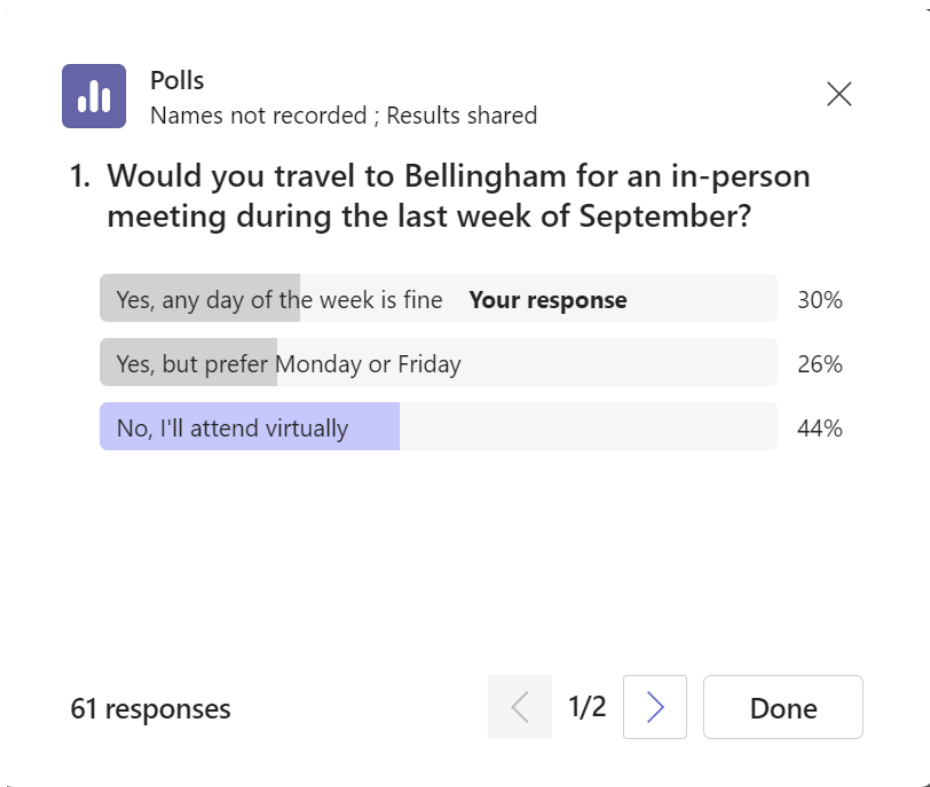 Polls
Names not recorded ; Results shared
1. Would you travel to Bellingham for an in-person
meeting during the last week of September?
Yes, any day of the week is fine Your response 30%
Yes, but prefer Monday or Friday 26%
No, I'll attend virtually 44%
61 responses 1/2 Done